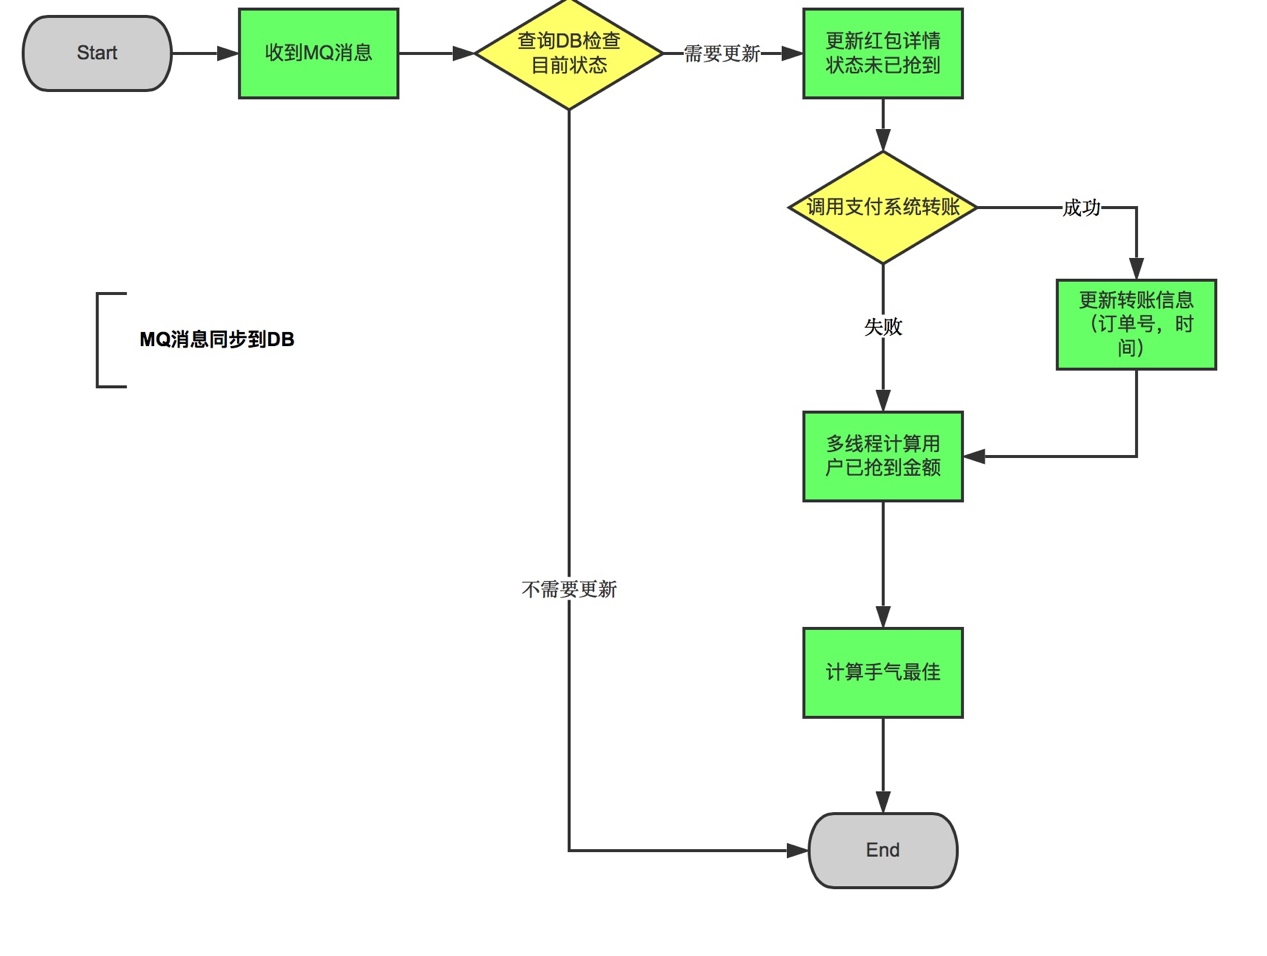 Start
收到MQ消息
查询DB检查
目前状态
需要更新
更新红包详情
状态未已抢到
调用支付系统转账
成功
更新转账信息
（订单号，时
间）
失败
MQ消息同步到DB
多线程计算用
户已抢到金额
不需要更新
计算手气最佳
End